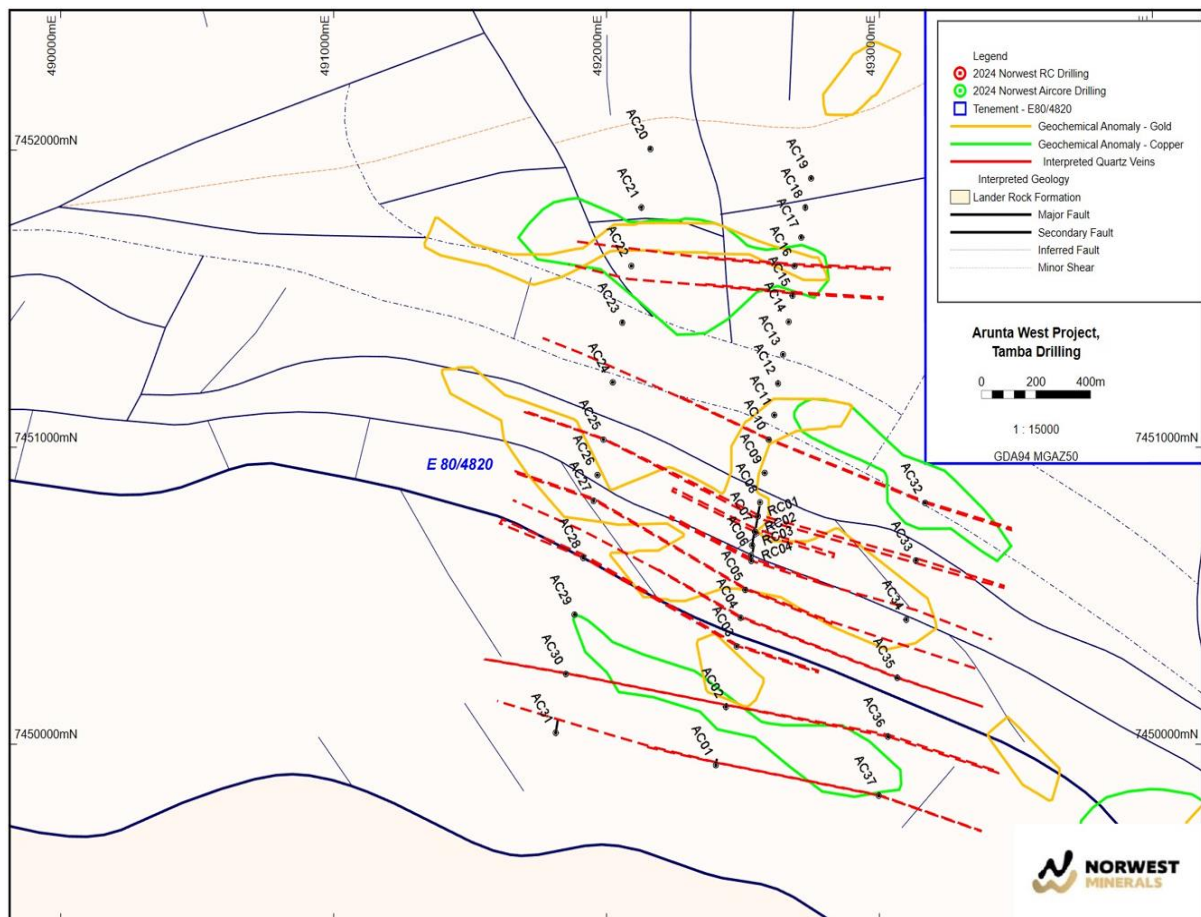 490000mE
491000mE
492000mE
493000mE
7452000mN
7451000mN
7451000mN
7450000mN
7450000mN
AC20
AC19
AC21
AC18
AC17
AC22
AC16
AC15
AC23
AC14
AC13
AC24
AC12
AC11
AC25
AC10
AC26
AC09
AC27
AC08
AC32
AC07
RC01
RC02
AC06
RC03
RC04
AC28
AC33
AC05
AC29
AC04
AC34
AC03
AC30
AC35
AC02
AC31
AC36
AC01
AC37
E 80/4820
Legend
2024 Norwest RC Drilling
2024 Norwest Aircore Drilling
Tenement - E80/4820
Geochemical Anomaly - Gold
Geochemical Anomaly - Copper
Interpreted Quartz Veins
Interpreted Geology
Lander Rock Formation
Major Fault
Secondary Fault
Inferred Fault
Minor Shear
Arunta West Project,
Tamba Drilling
0 200 400m
1 : 15000
GDA94 MGAZ50
NORWEST
MINERALS